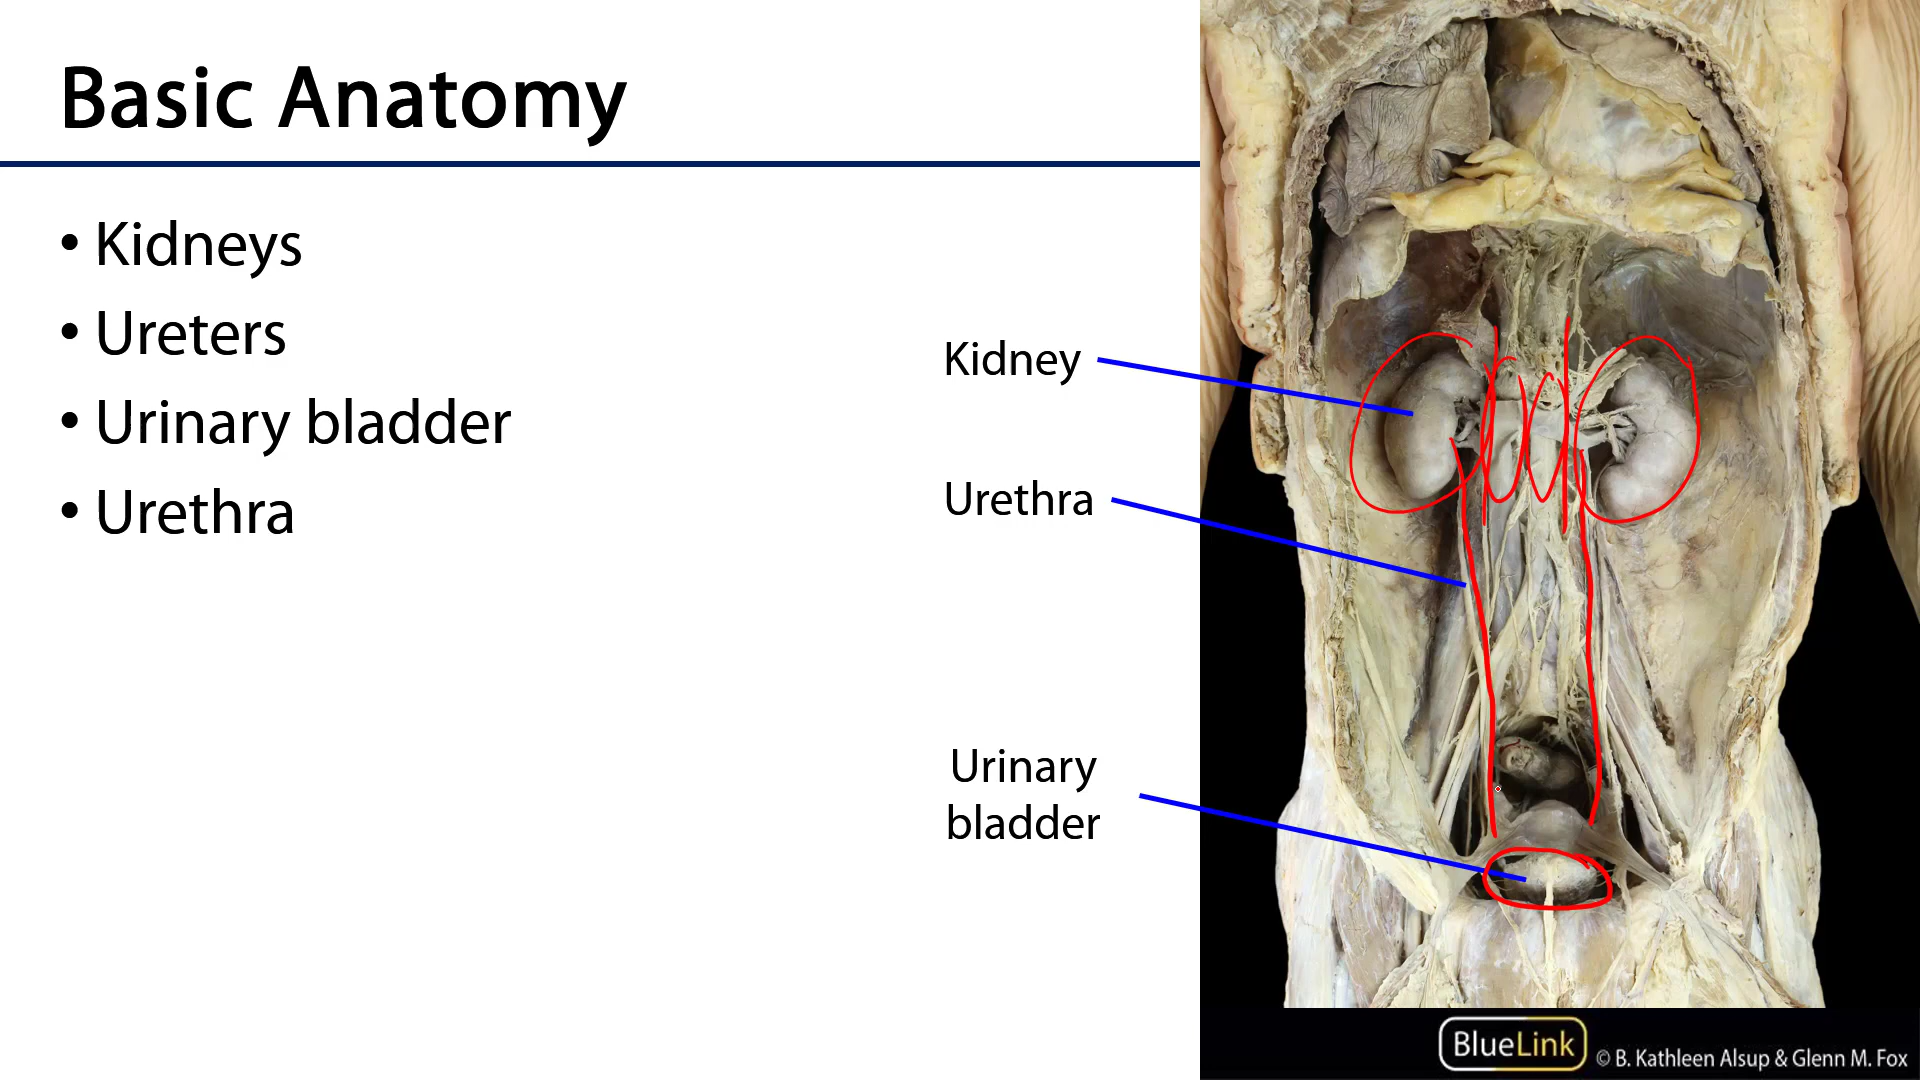 Basic Anatomy
• Kidneys
• Ureters
• Urinary bladder
• Urethra
Kidney
Urethra
Urinary
bladder
BlueLink
© B. Kathleen Alsup & Glenn M. Fox